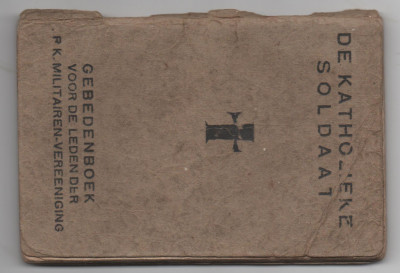 DE KATHOLIEKE
SOLDAAT
GEBEDENBOEK
VOOR DE LEDEN DER
R.K. MILITAIREN-VEREENIGING